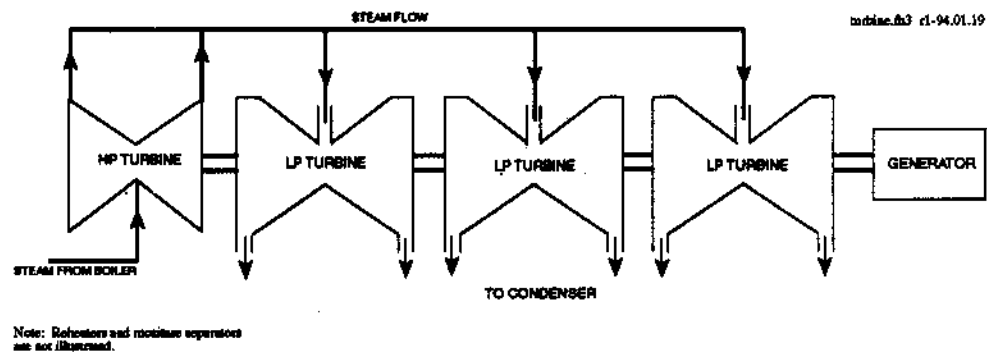 STEAM FLOW
turbine.fh3 r1-94.01.19
HP TURBINE
LP TURBINE
LP TURBINE
LP TURBINE
GENERATOR
STEAM FROM BOILER
TO CONDENSER
Note: Reheaters and moisture separators
are not illustrated.